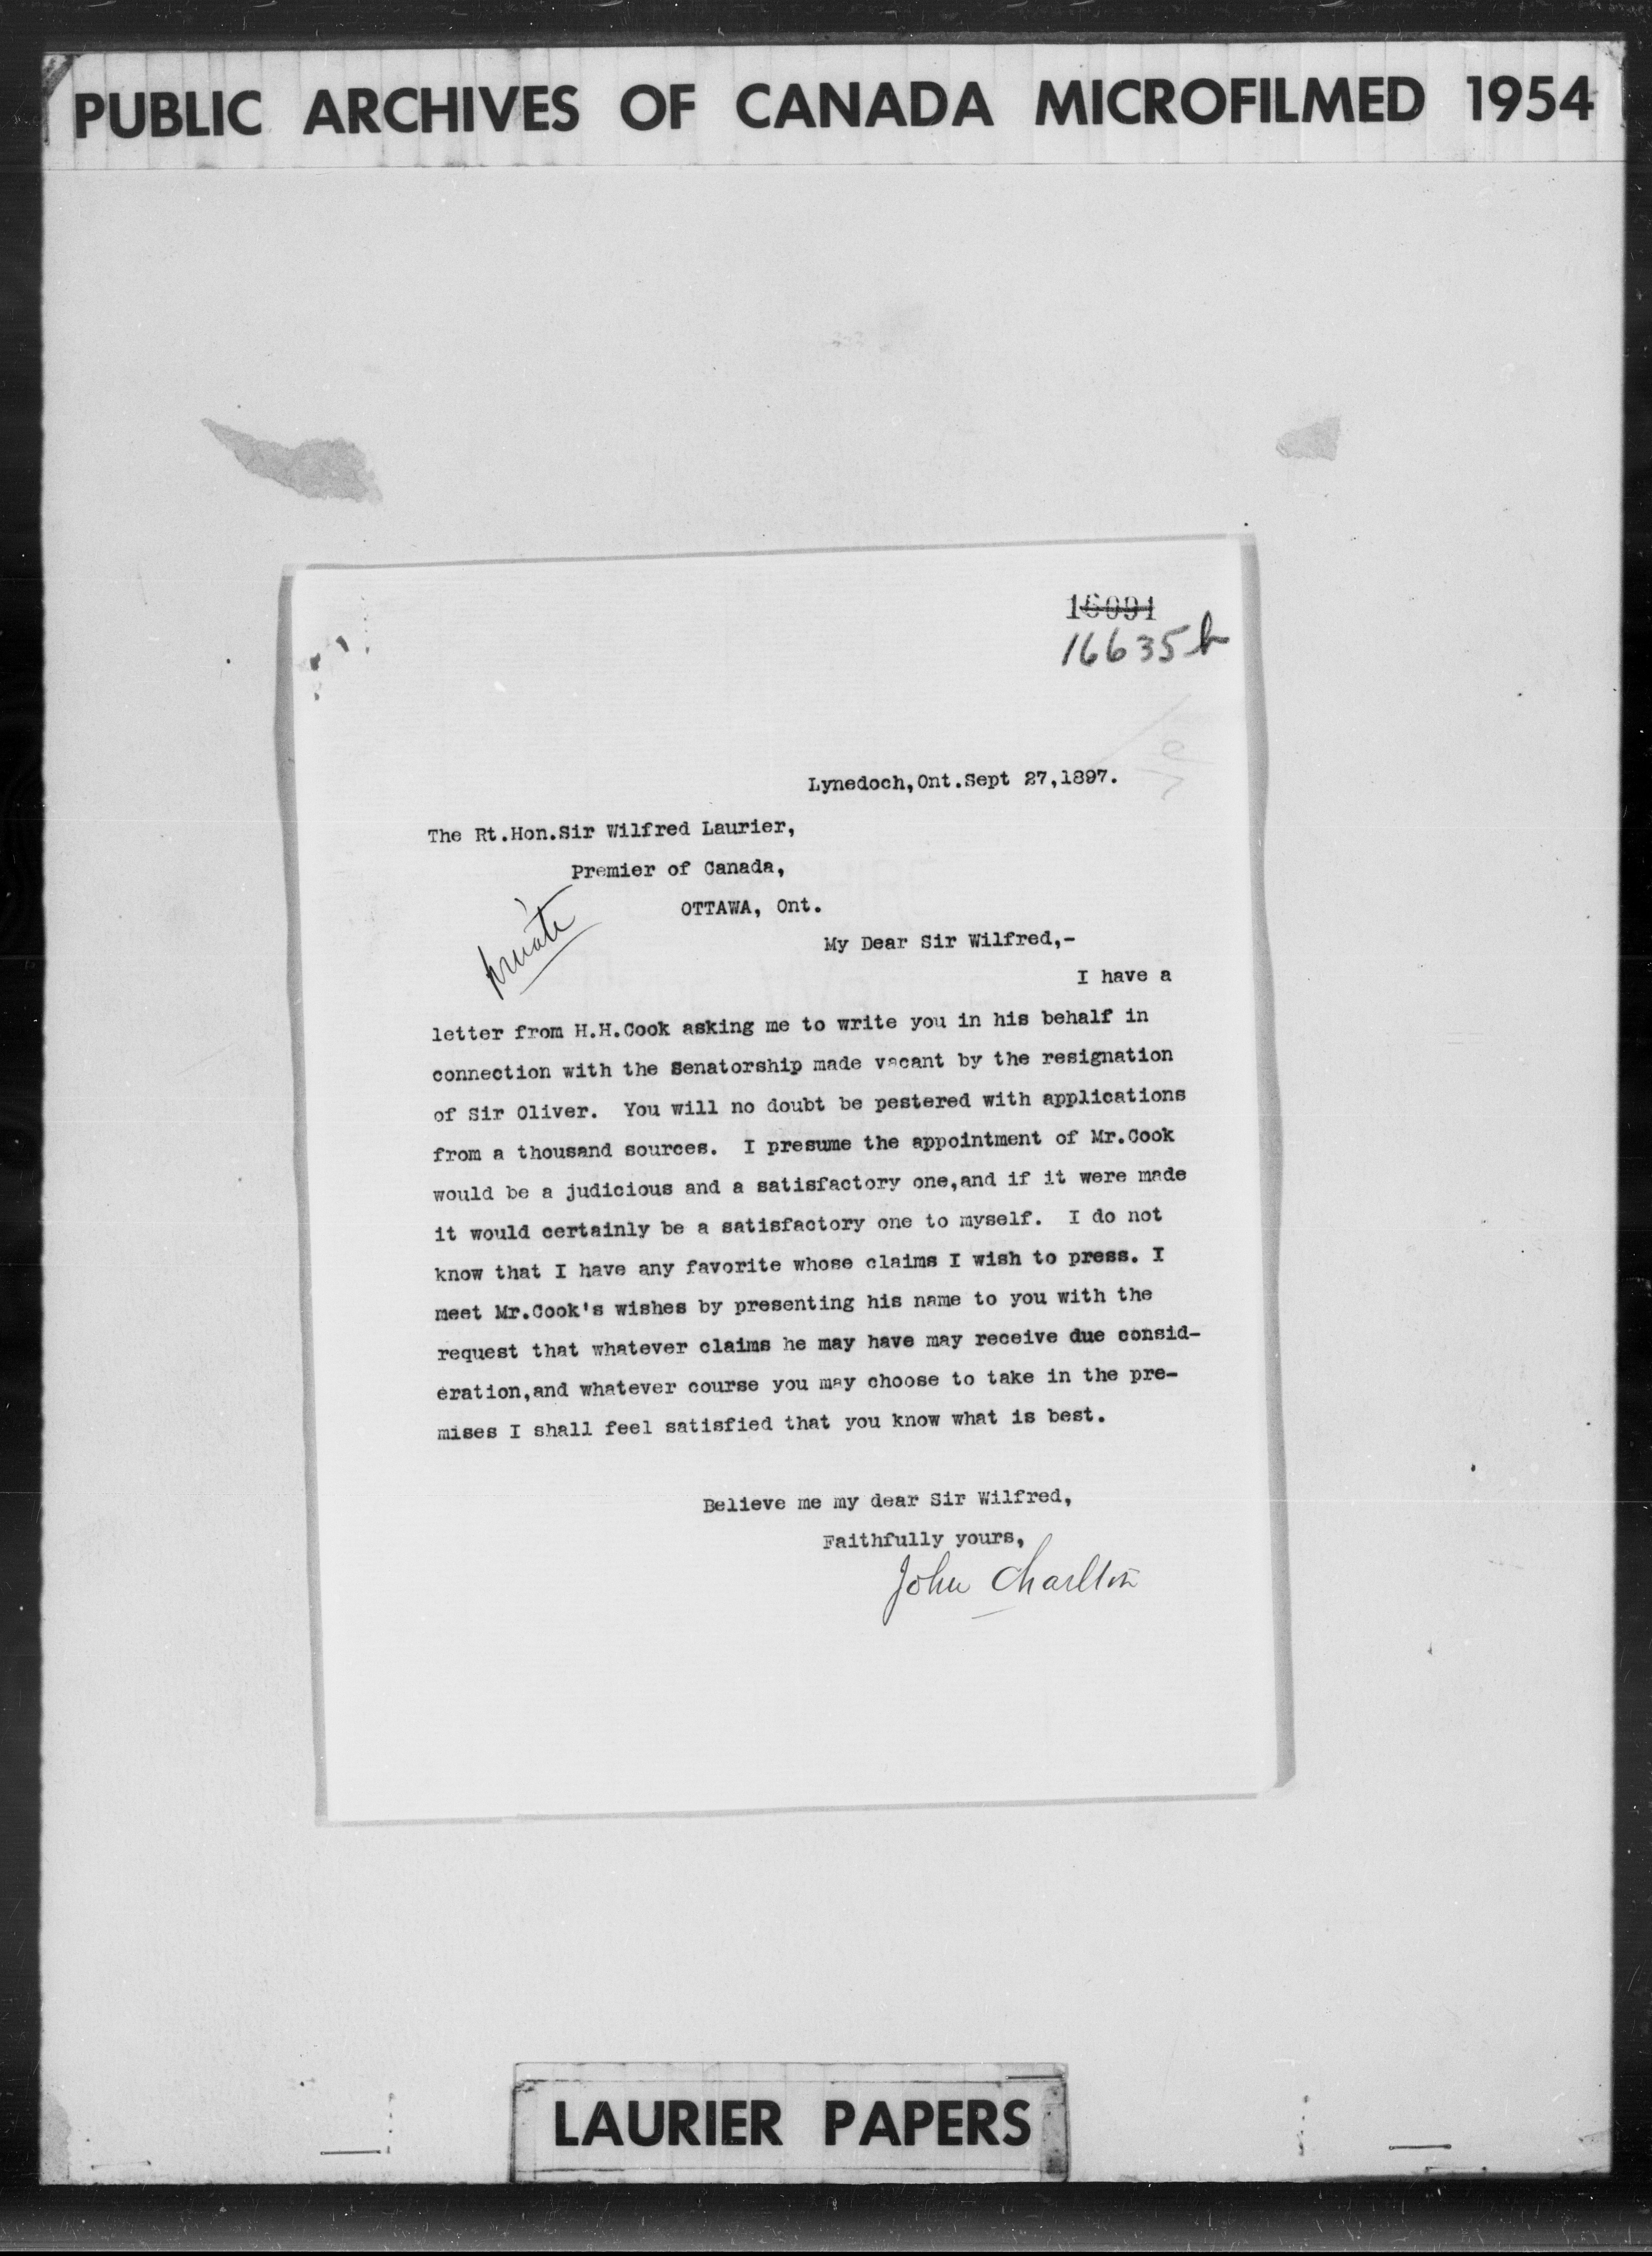 PUBLIC ARCHIVES OF CANADA MICROFILMED 1954
16091
16635b
Lynedoch,Ont.Sept 27,1897.
The Rt.Hon.Sir Wilfred Laurier,
Premier of Canada,
OTTAWA, Ont.
Private
My Dear Sir Wilfred,-
I have a
letter from H.H.Cook asking me to write you in his behalf in
connection with the Senatorship made vacant by the resignation
of Sir Oliver. You will no doubt be pestered with applications
from a thousand sources. I presume the appointment of Mr.Cook
would be a judicious and a satisfactory one,and if it were made
it would certainly be a satisfactory one to myself. I do not
know that I have any favorite whose claims I wish to press. I
meet Mr.Cook's wishes by presenting his name to you with the
request that whatever claims he may have may receive due consid-
eration,and whatever course you may choose to take in the pre-
mises I shall feel satisfied that you know what is best.
Believe me my dear Sir Wilfred,
Faithfully yours,
John Charlton
LAURIER PAPERS